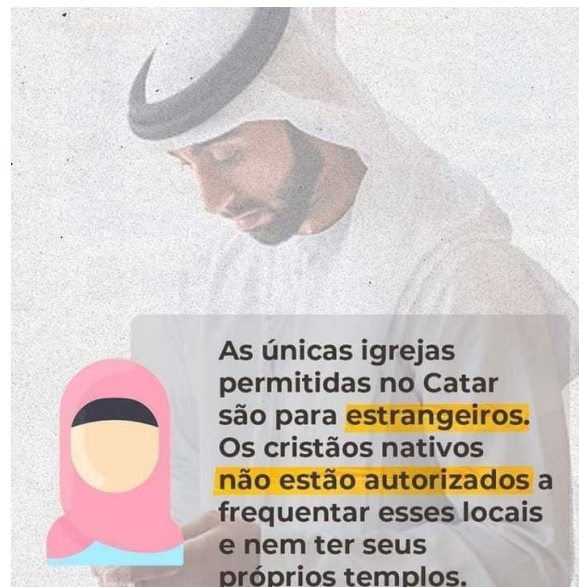 As únicas igrejas
permitidas no Catar
são para estrangeiros.
Os cristãos nativos
não estão autorizados a
frequentar esses locais
e nem ter seus
próprios templos.